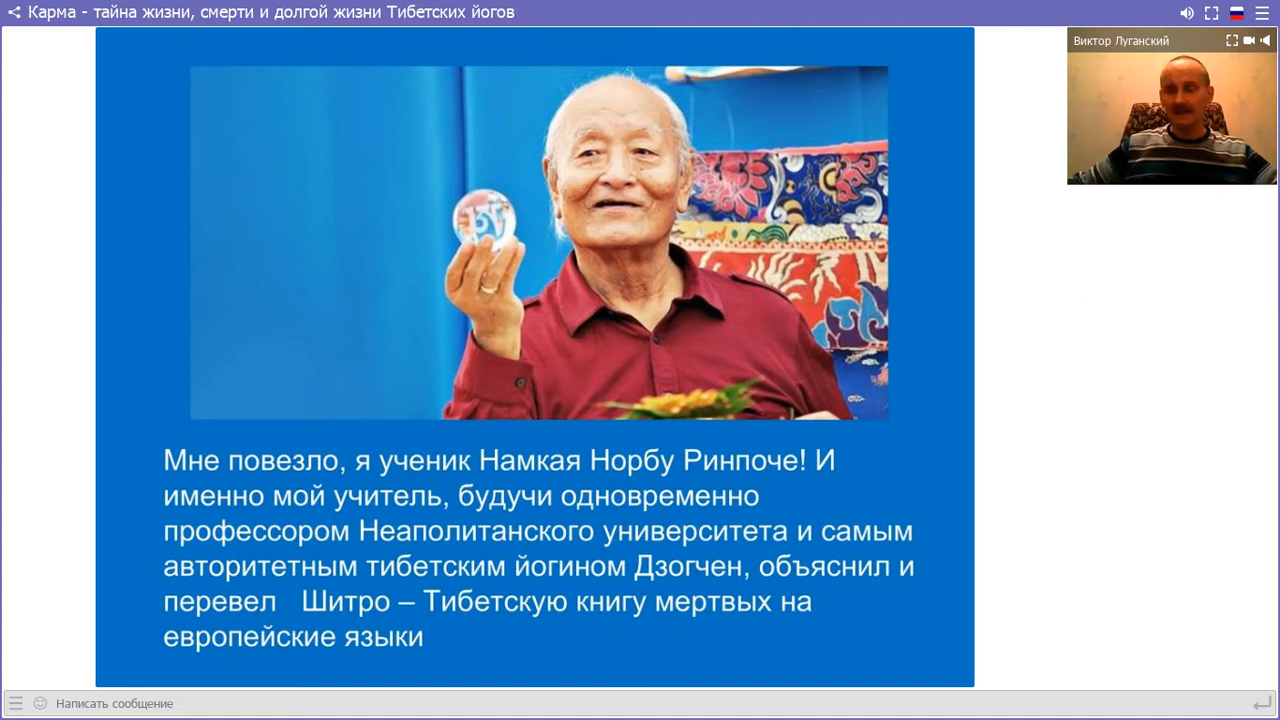 Карма - тайна жизни, смерти и долгой жизни Тибетских йогов
Виктор Луганский
Мне повезло, я ученик Намкая Норбу Ринпоче! И
именно мой учитель, будучи одновременно
профессором Неаполитанского университета и самым
авторитетным тибетским йогином Дзогчен, объяснил и
перевел Шитро – Тибетскую книгу мертвых на
европейские языки
Написать сообщение